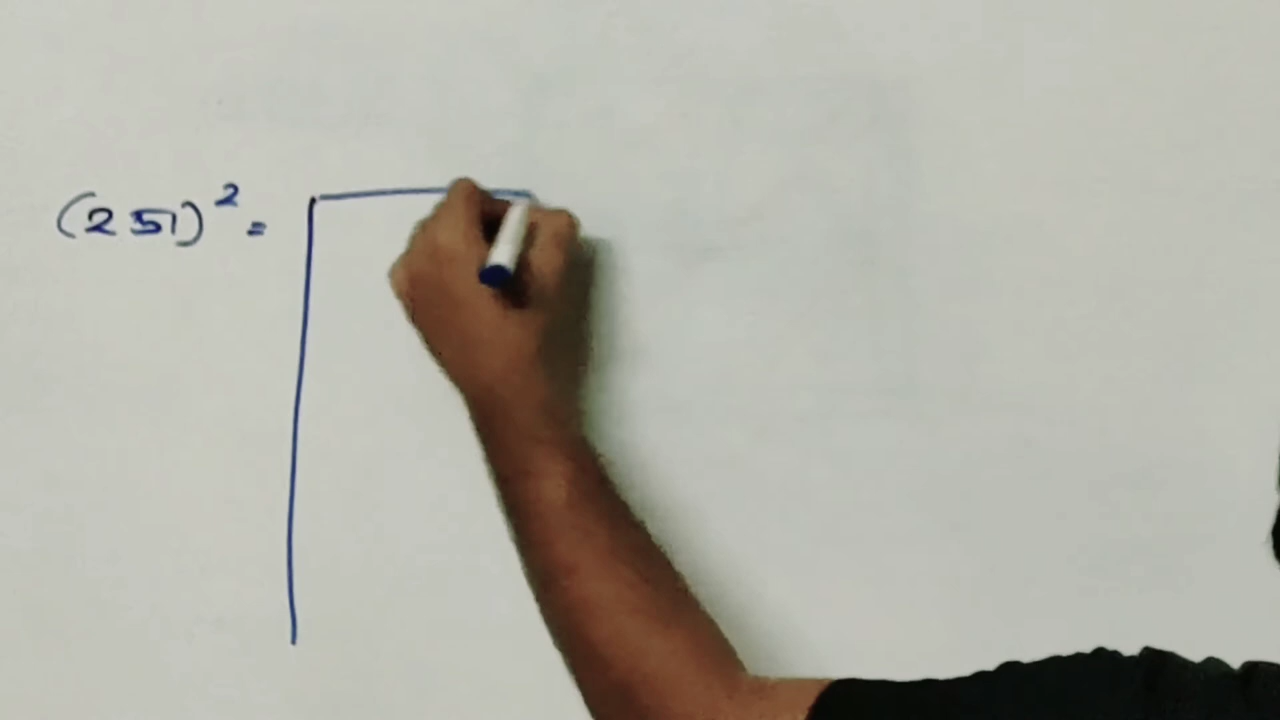 (251)² =